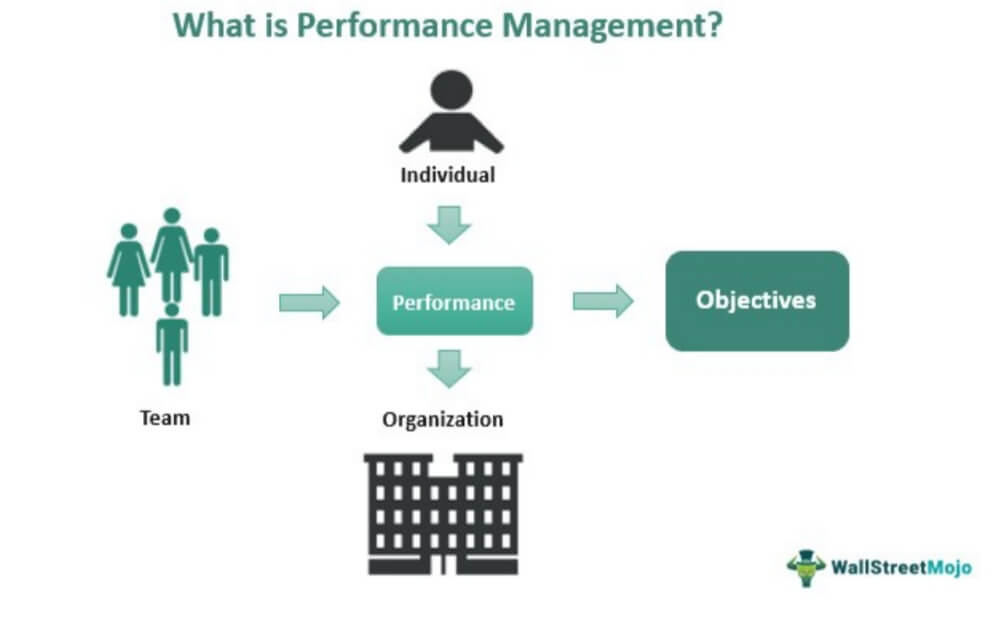 What is Performance Management?
Individual
Performance
Objectives
Team
Organization
WallStreetMojo